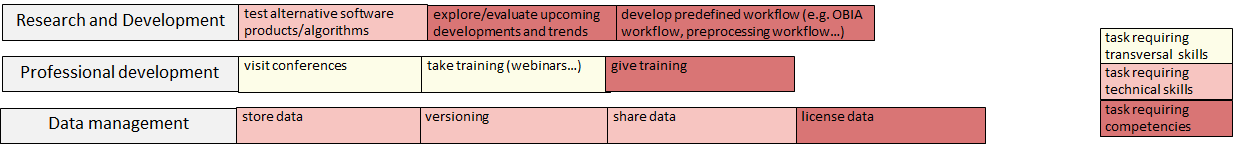 Research and Development
test alternative software
products/algorithms
explore/evaluate upcoming
developments and trends
develop predefined workflow (e.g. OBIA
workflow, preprocessing workflow...)
Professional development
visit conferences
take training (webinars...)
give training
Data management
store data
versioning
share data
license data
task requiring
transversal skills
task requiring
technical skills
task requiring
competencies